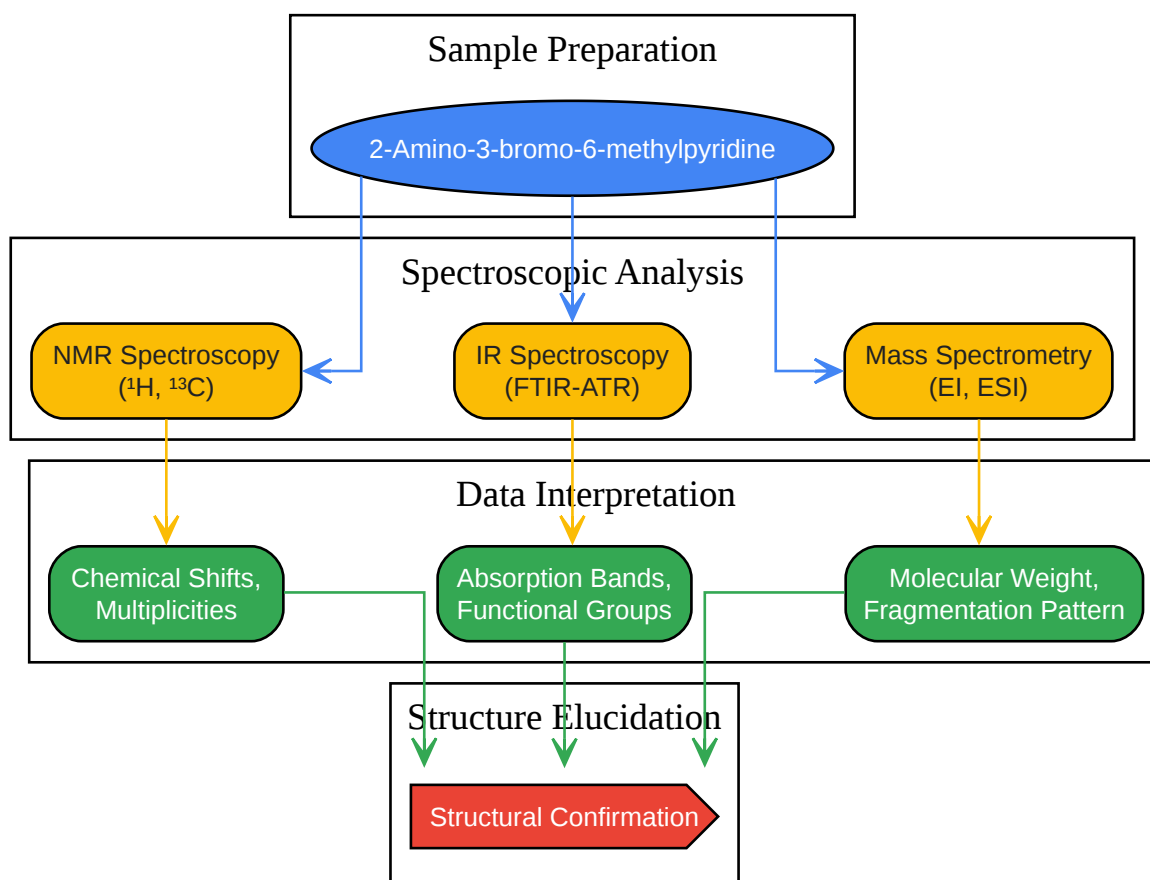 Sample Preparation
2-Amino-3-bromo-6-methylpyridine
Spectroscopic Analysis
NMR Spectroscopy
(¹H, ¹³C)
IR Spectroscopy
(FTIR-ATR)
Mass Spectrometry
(EI, ESI)
Data Interpretation
Chemical Shifts,
Multiplicities
Absorption Bands,
Functional Groups
Molecular Weight,
Fragmentation Pattern
Structure Elucidation
Structural Confirmation